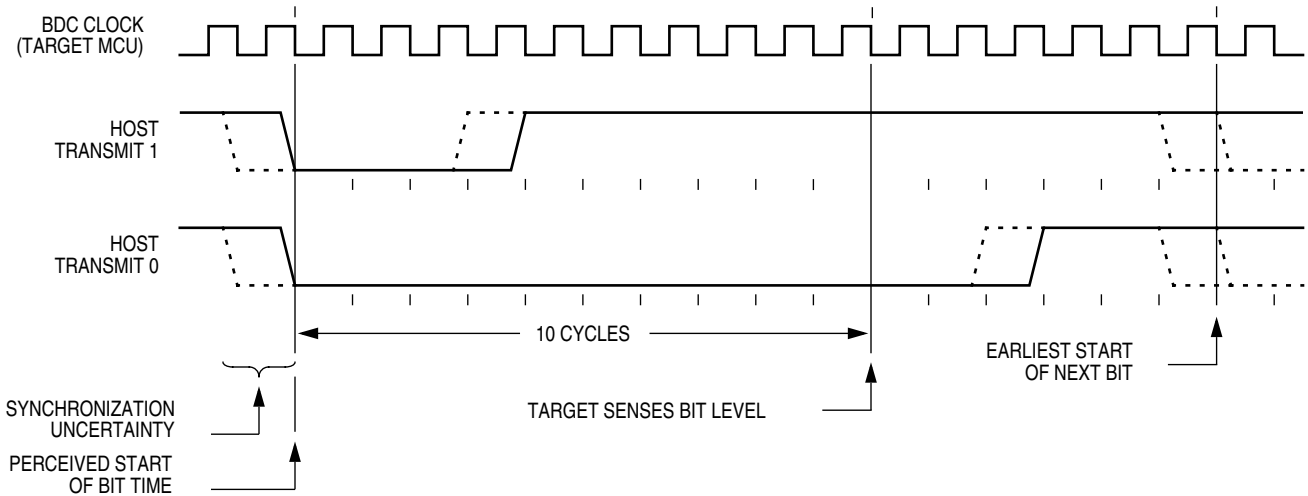 BDC CLOCK
(TARGET MCU)
HOST
TRANSMIT 1
HOST
TRANSMIT 0
10 CYCLES
EARLIEST START
OF NEXT BIT
TARGET SENSES BIT LEVEL
SYNCHRONIZATION
UNCERTAINTY
PERCEIVED START
OF BIT TIME